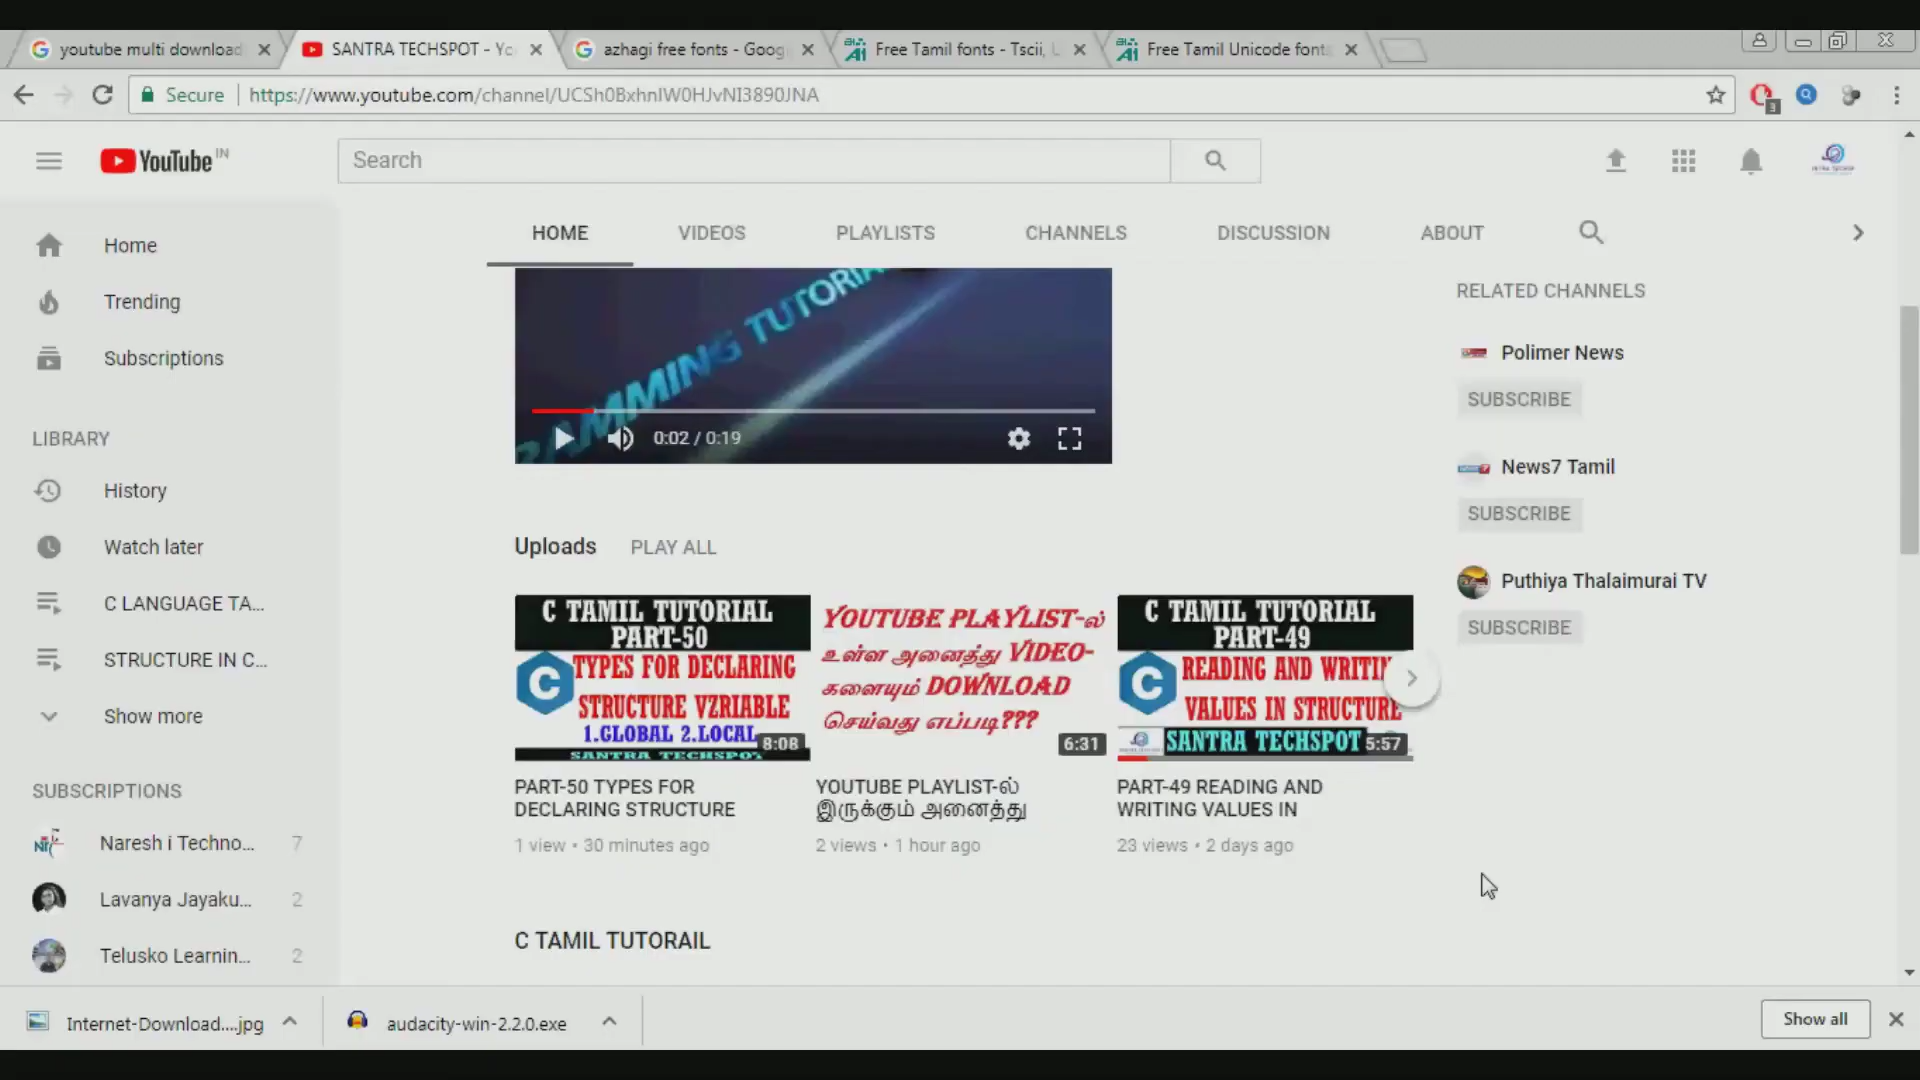 youtube multi download
SANTRA TECHSPOT - Yo
azhagi free fonts - Goog
Free Tamil fonts - Tscii, U
Free Tamil Unicode fonts
Secure
https://www.youtube.com/channel/UCSh0BxhnIW0HJvNI3890JNA
3
YouTube IN
Search
HOME
VIDEOS
PLAYLISTS
CHANNELS
DISCUSSION
ABOUT
Home
Trending
Subscriptions
LIBRARY
History
Watch later
C LANGUAGE TA...
STRUCTURE IN C...
Show more
SUBSCRIPTIONS
Naresh i Techno... 7
Lavanya Jayaku... 2
Telusko Learnin... 2
RAMMING TUTORIA
0:02 / 0:19
Uploads PLAY ALL
C TAMIL TUTORIAL
PART-50
TYPES FOR DECLARING
STRUCTURE VZRIABLE
1.GLOBAL 2.LOCAL
8:08
SANTRA TECHSPOT
PART-50 TYPES FOR
DECLARING STRUCTURE
1 view • 30 minutes ago
YOUTUBE PLAYLIST-ல்
உள்ள அனைத்து VIDEO-
களையும் DOWNLOAD
செய்வது எப்படி???
6:31
YOUTUBE PLAYLIST-ல்
இருக்கும் அனைத்து
2 views • 1 hour ago
C TAMIL TUTORIAL
PART-49
READING AND WRITIN
VALUES IN STRUCTURE
SANTRA TECHSPOT
5:57
PART-49 READING AND
WRITING VALUES IN
23 views • 2 days ago
C TAMIL TUTORAIL
RELATED CHANNELS
Polimer News
SUBSCRIBE
News7 Tamil
SUBSCRIBE
Puthiya Thalaimurai TV
SUBSCRIBE
Internet-Download....jpg
audacity-win-2.2.0.exe
Show all